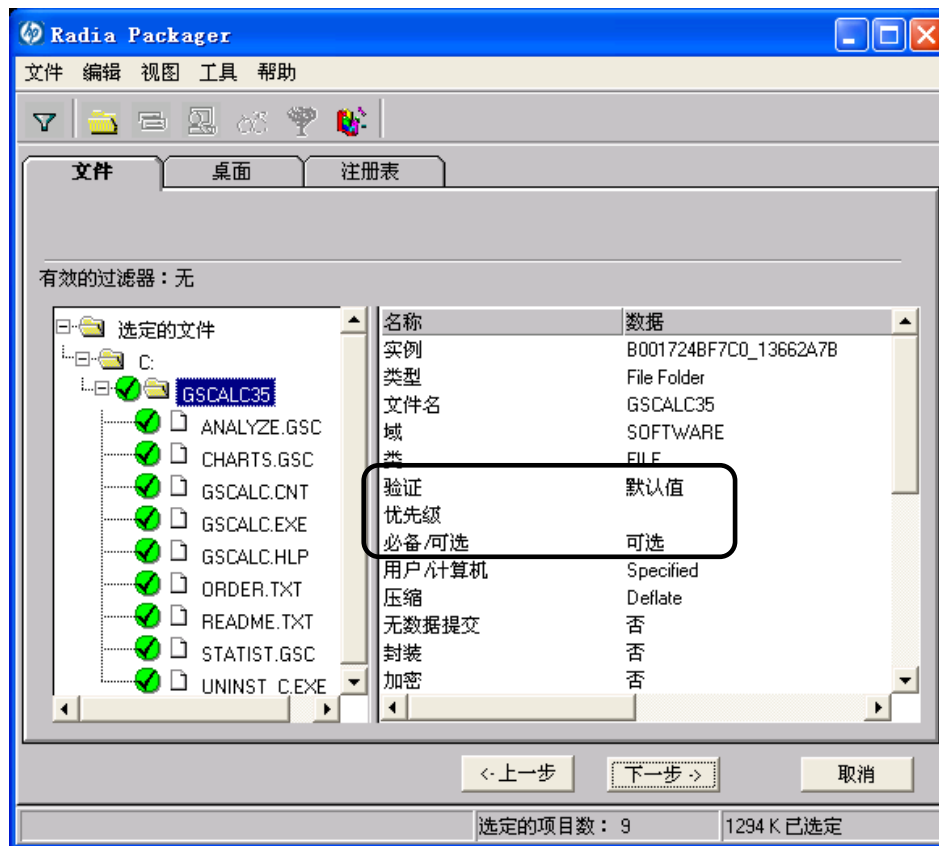 Radia Packager
文件 编辑 视图 工具 帮助
文件 桌面 注册表
有效的过滤器：无
选定的文件
C:
GSCALC35
ANALYZE.GSC
CHARTS.GSC
GSCALC.CNT
GSCALC.EXE
GSCALC.HLP
ORDER.TXT
README.TXT
STATIST.GSC
UNINST_C.EXE
名称 数据
实例 B001724BF7C0_13662A7B
类型 File Folder
文件名 GSCALC35
域 SOFTWARE
类 FILE
验证 默认值
优先级
必备/可选 可选
用户/计算机 Specified
压缩 Deflate
无数据提交 否
封装 否
加密 否
<-上一步 下一步-> 取消
选定的项目数：9 1294 K 已选定